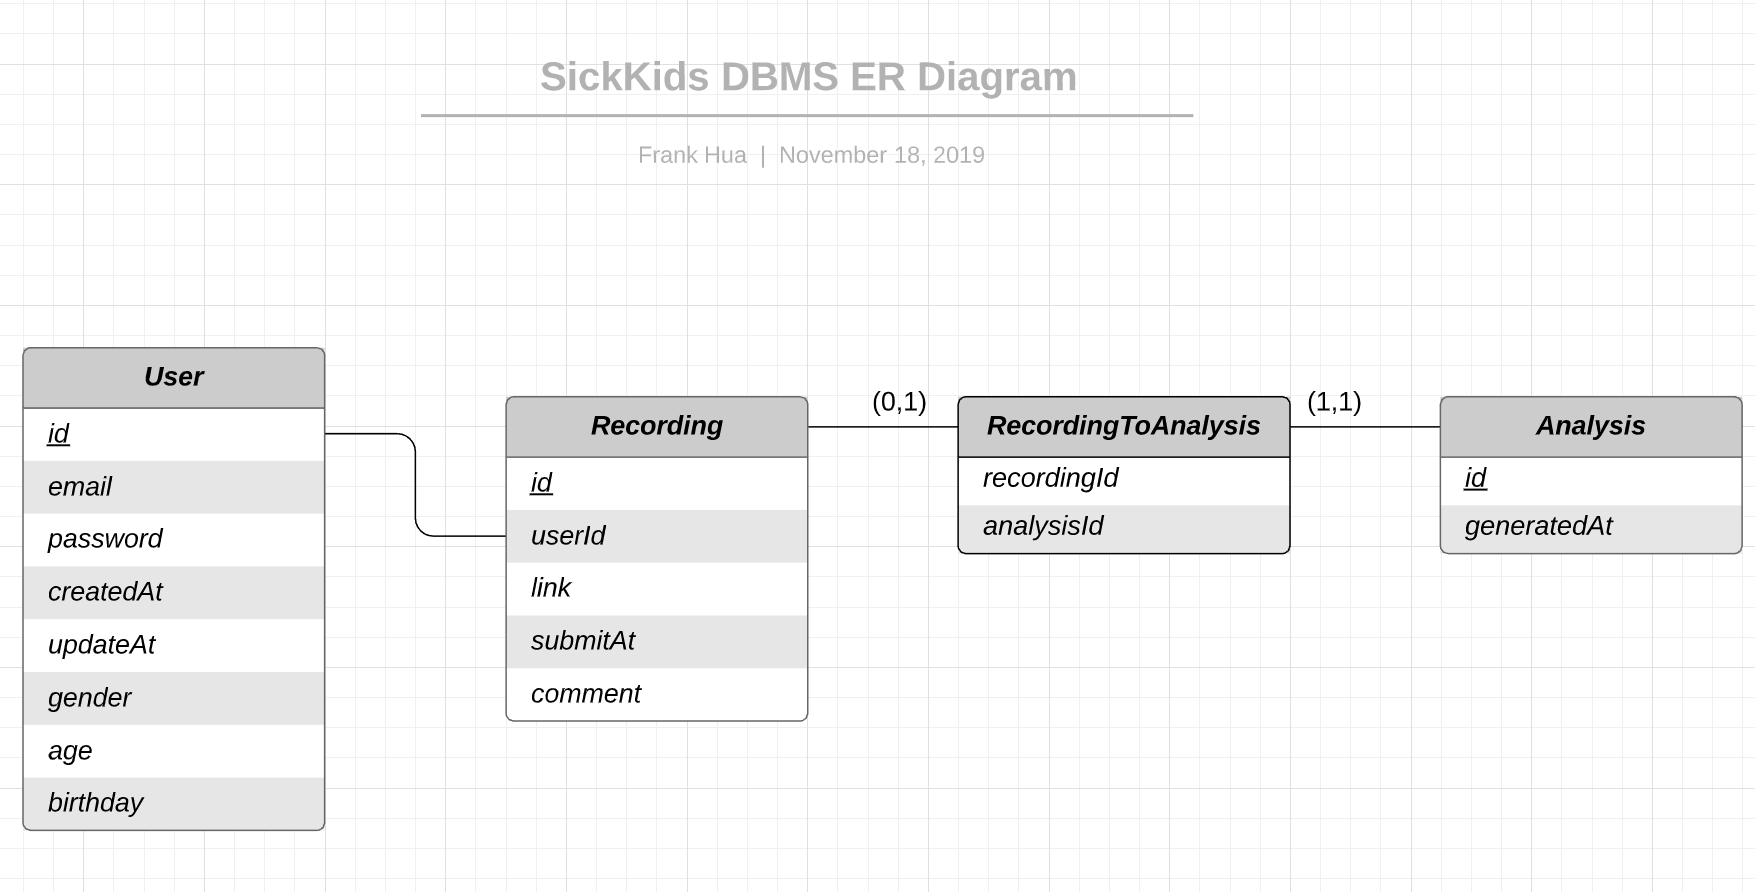 SickKids DBMS ER Diagram
Frank Hua | November 18, 2019
User
id
email
password
createdAt
updateAt
gender
age
birthday
Recording
id
userId
link
submitAt
comment
(0,1)
RecordingToAnalysis
recordingId
analysisId
(1,1)
Analysis
id
generatedAt